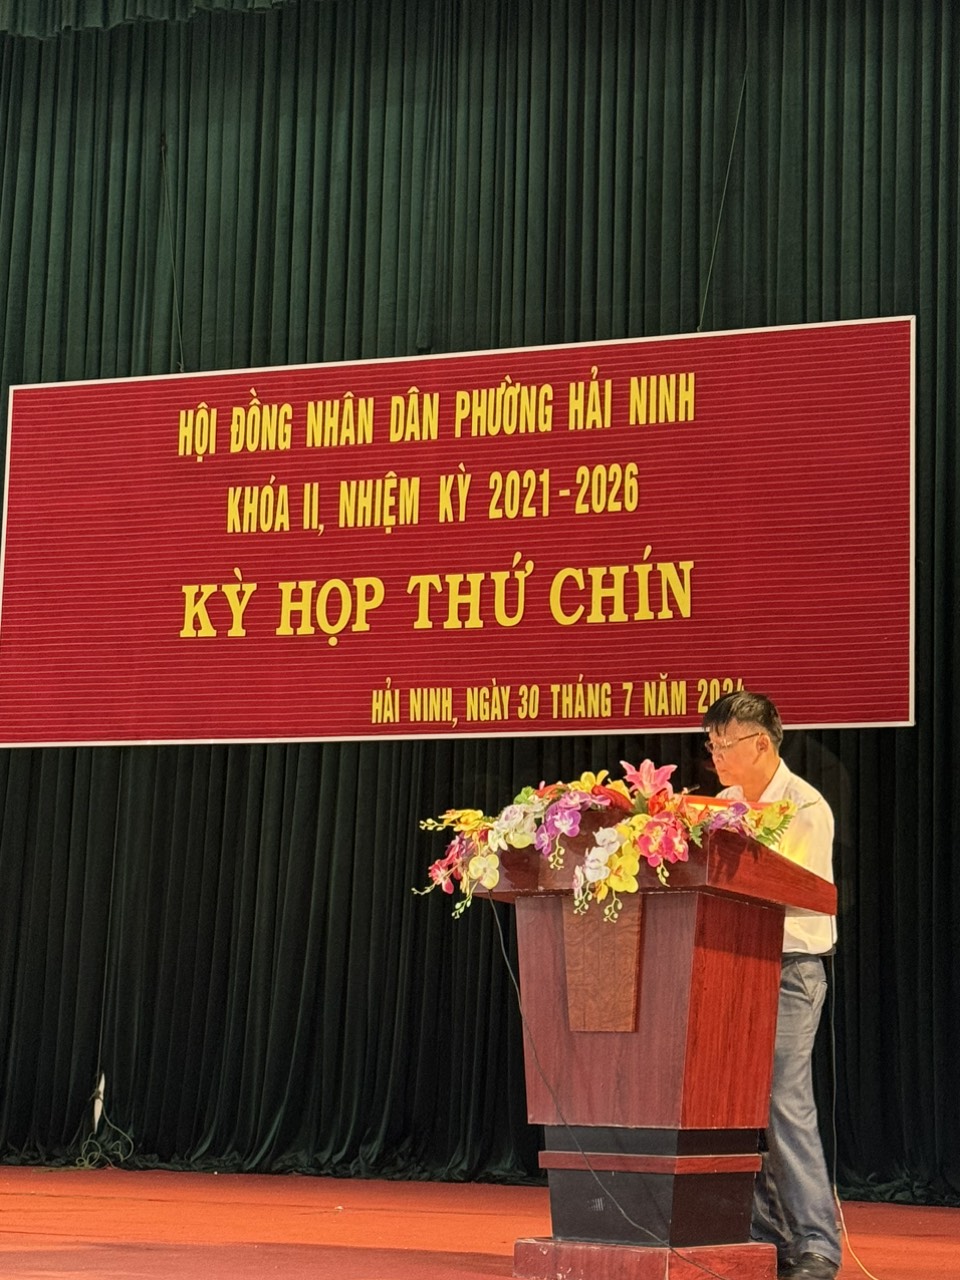 HỘI ĐỒNG NHÂN DÂN PHƯỜNG HẢI NINH
KHÓA II, NHIỆM KỲ 2021-2026
KỲ HỌP THỨ CHÍN
HẢI NINH, NGÀY 30 THÁNG 7 NĂM 2024